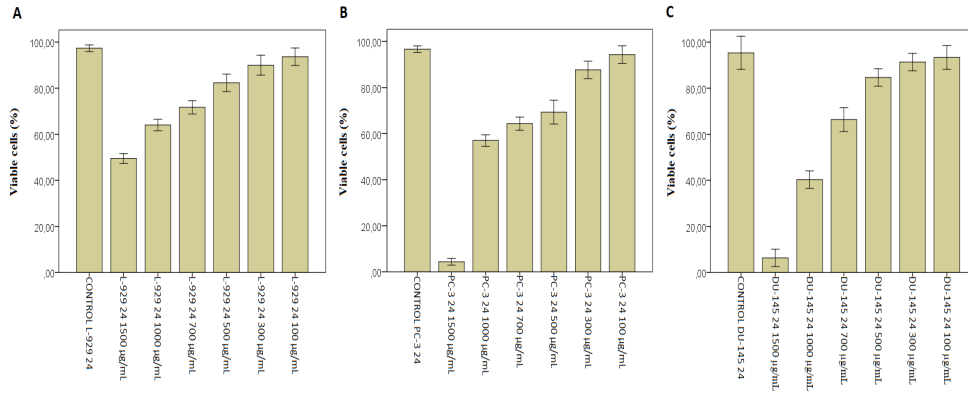 A
Viable cells (%)
100,00
80,00
60,00
40,00
20,00
,00
CONTROL L-929 24
L-929 24 1500 µg/mL
L-929 24 1000 µg/mL
L-929 24 700 µg/mL
L-929 24 500 µg/mL
L-929 24 300 µg/mL
L-929 24 100 µg/mL
B
Viable cells (%)
100,00
80,00
60,00
40,00
20,00
,00
CONTROL PC-3 24
PC-3 24 1500 µg/mL
PC-3 24 1000 µg/mL
PC-3 24 700 µg/mL
PC-3 24 500 µg/mL
PC-3 24 300 µg/mL
PC-3 24 100 µg/mL
C
Viable cells (%)
100,00
80,00
60,00
40,00
20,00
,00
CONTROL DU-145 24
DU-145 24 1500 µg/mL
DU-145 24 1000 µg/mL
DU-145 24 700 µg/mL
DU-145 24 500 µg/mL
DU-145 24 300 µg/mL
DU-145 24 100 µg/mL